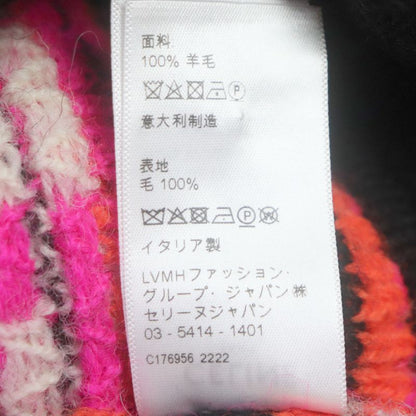 面料
100% 羊毛
意大利制造
表地
毛 100%
イタリア製
LVMHファッション・
グループ・ジャパン㈱
セリーヌジャパン
03 - 5414 - 1401
C176956 2222